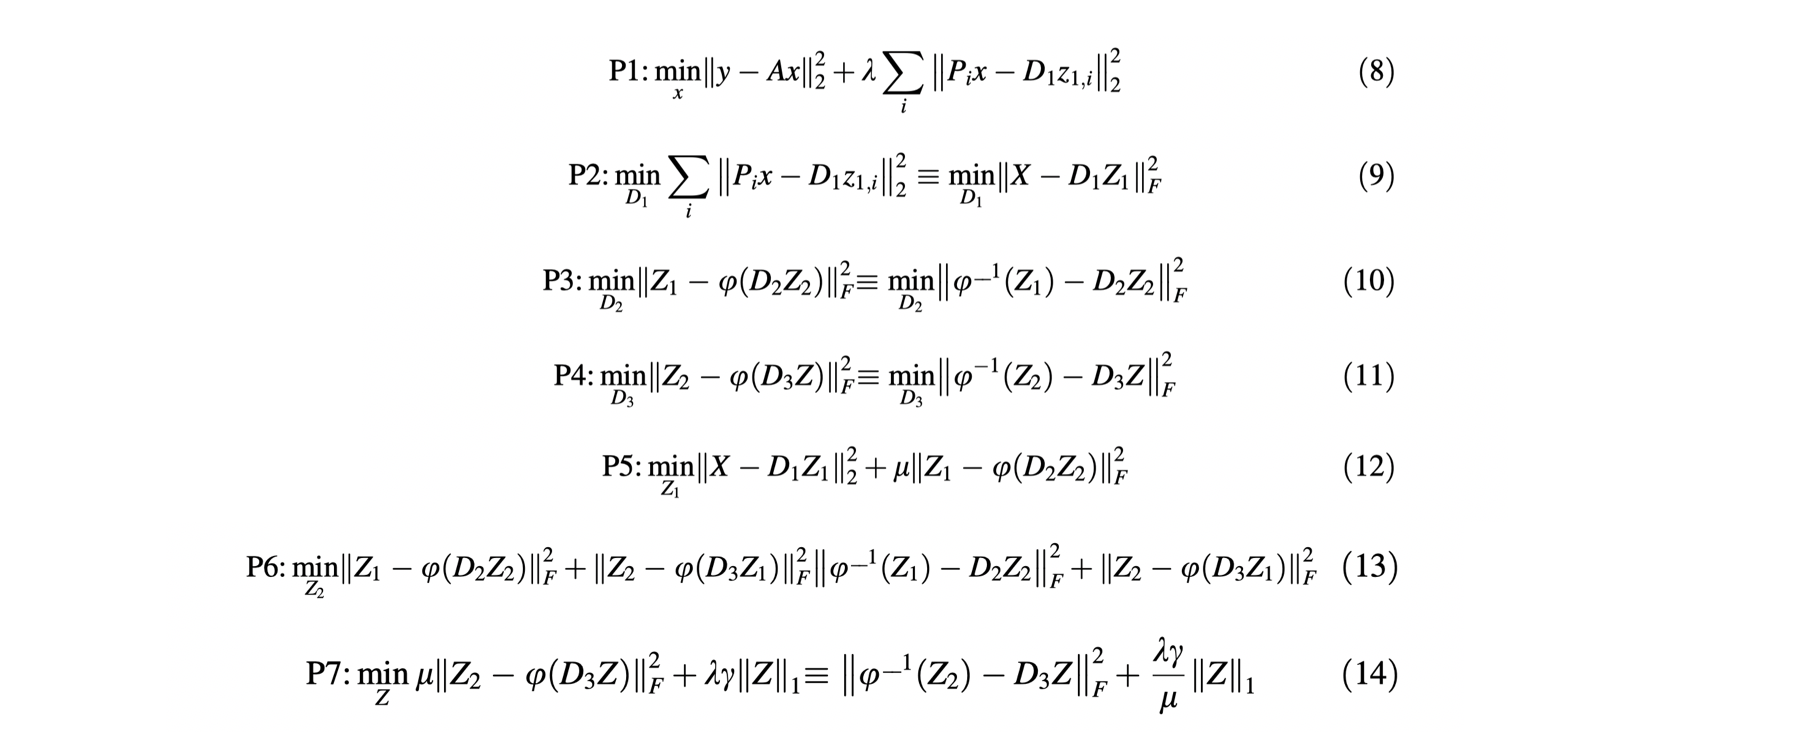 P1: min_x ‖y − Ax‖₂² + λ ∑_i ‖P_i x − D₁z_{1,i}‖₂² (8)
P2: min_{D₁} ∑_i ‖P_i x − D₁z_{1,i}‖₂² ≡ min_{D₁} ‖X − D₁Z₁‖_F² (9)
P3: min_{D₂} ‖Z₁ − φ(D₂Z₂)‖_F² ≡ min_{D₂} ‖φ⁻¹(Z₁) − D₂Z₂‖_F² (10)
P4: min_{D₃} ‖Z₂ − φ(D₃Z)‖_F² ≡ min_{D₃} ‖φ⁻¹(Z₂) − D₃Z‖_F² (11)
P5: min_{Z₁} ‖X − D₁Z₁‖₂² + μ‖Z₁ − φ(D₂Z₂)‖_F² (12)
P6: min_{Z₂} ‖Z₁ − φ(D₂Z₂)‖_F² + ‖Z₂ − φ(D₃Z₁)‖_F² ‖φ⁻¹(Z₁) − D₂Z₂‖_F² + ‖Z₂ − φ(D₃Z₁)‖_F² (13)
P7: min_Z μ‖Z₂ − φ(D₃Z)‖_F² + λγ‖Z‖₁ ≡ ‖φ⁻¹(Z₂) − D₃Z‖_F² + λγ/μ ‖Z‖₁ (14)